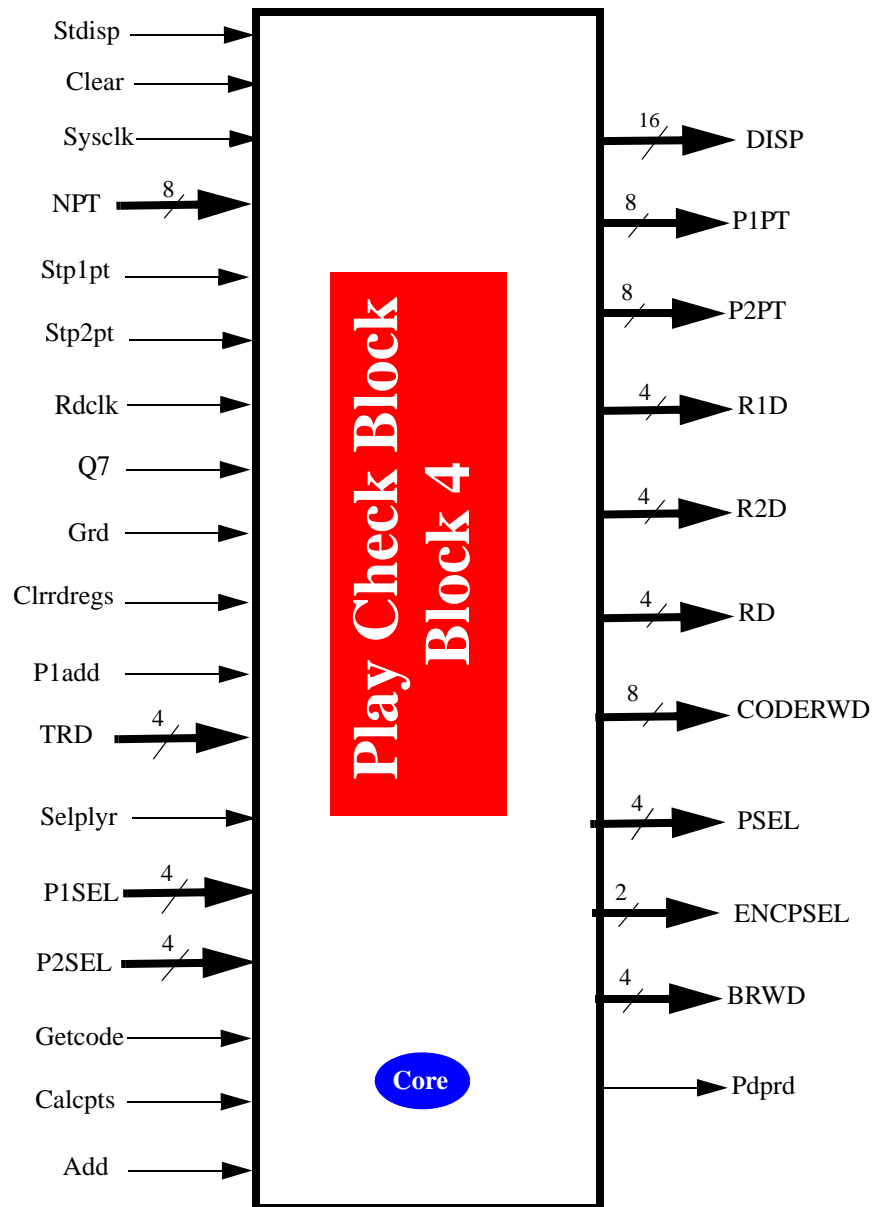 Stdisp
Clear
Sysclk
NPT
8
Stp1pt
Stp2pt
Rdclk
Q7
Grd
Clrrdregs
P1add
TRD
4
Selplyr
P1SEL
4
P2SEL
4
Getcode
Calcpts
Add
Play Check Block
Block 4
Core
16
DISP
8
P1PT
8
P2PT
4
R1D
4
R2D
4
RD
8
CODERWD
4
PSEL
2
ENCPSEL
4
BRWD
Pdprd